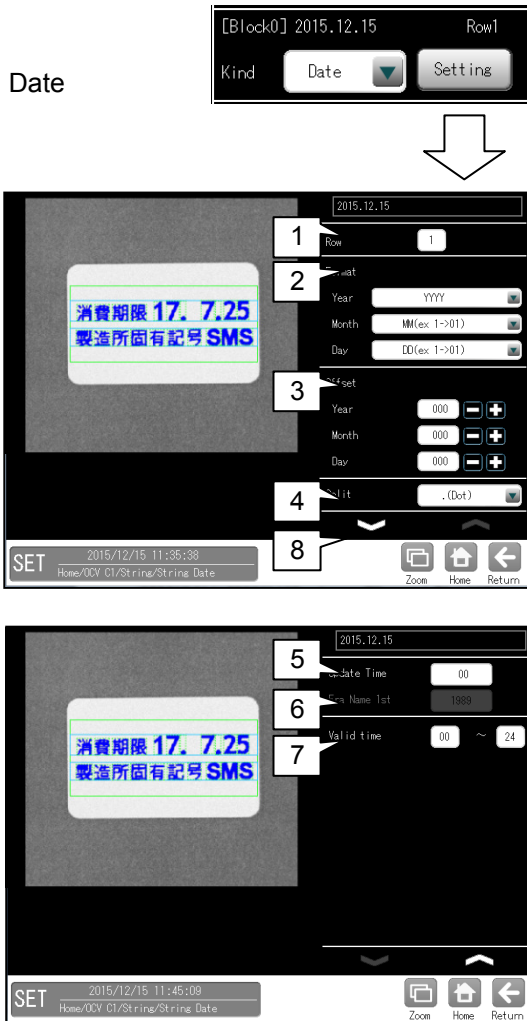 [Block0] 2015.12.15 Row1
Kind Date Setting
Date
2015.12.15
1 Row 1
2
Year YYYY
Month MM(ex 1->01)
Day DD(ex 1->01)
3
Year 000
Month 000
Day 000
4 .(Dot)
8
消費期限 17. 7.25
製造所固有記号 SMS
SET 2015/12/15 11:35:38
Home/OCV C1/String/String Date
Zoom Home Return
2015.12.15
5 Update Time 00
6 Era Name 1st 1989
7 Valid time 00 ~ 24
消費期限 17. 7.25
製造所固有記号 SMS
SET 2015/12/15 11:45:09
Home/OCV C1/String/String Date
Zoom Home Return